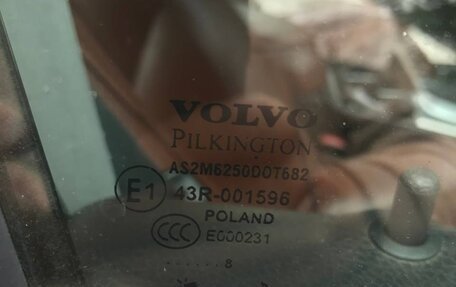 VOLVO
PILKINGTON
AS2M6250D0T682
E1 43R-001596
POLAND
CCC E000231
......8